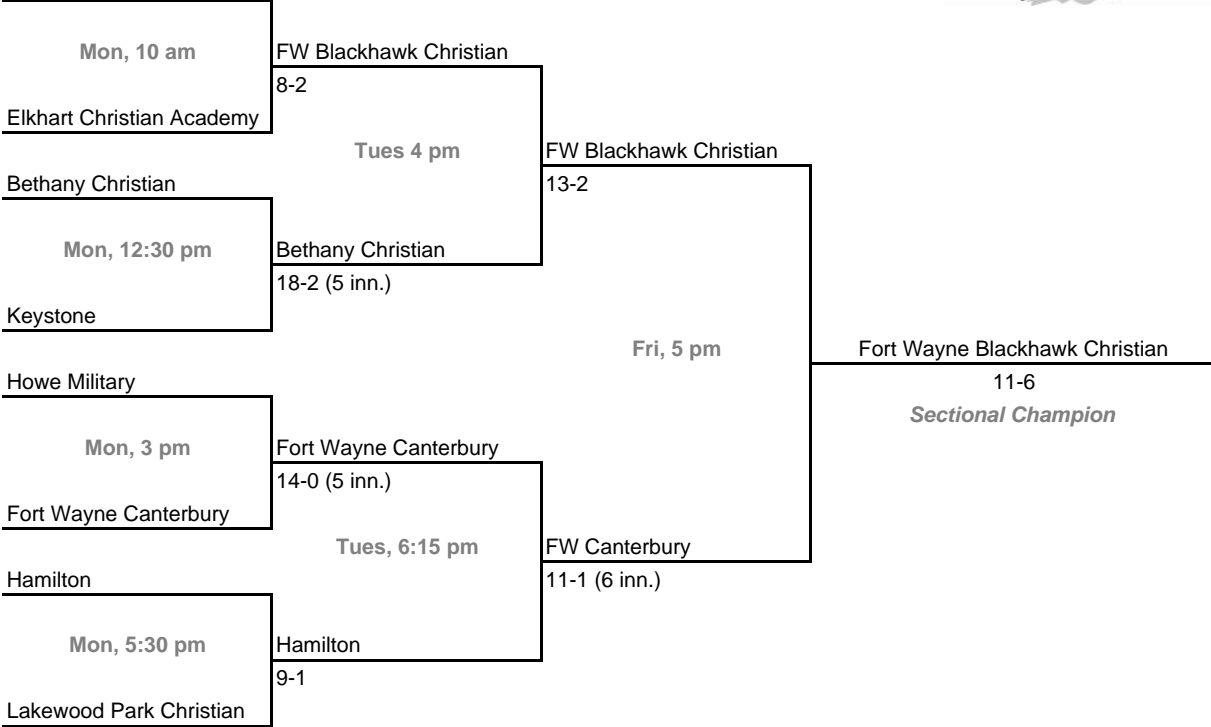 Mon, 10 am
FW Blackhawk Christian
8-2
Elkhart Christian Academy
Tues 4 pm
FW Blackhawk Christian
13-2
Bethany Christian
Mon, 12:30 pm
Bethany Christian
18-2 (5 inn.)
Keystone
Fri, 5 pm
Fort Wayne Blackhawk Christian
11-6
Sectional Champion
Howe Military
Mon, 3 pm
Fort Wayne Canterbury
14-0 (5 inn.)
Fort Wayne Canterbury
Tues, 6:15 pm
FW Canterbury
11-1 (6 inn.)
Hamilton
Mon, 5:30 pm
Hamilton
9-1
Lakewood Park Christian